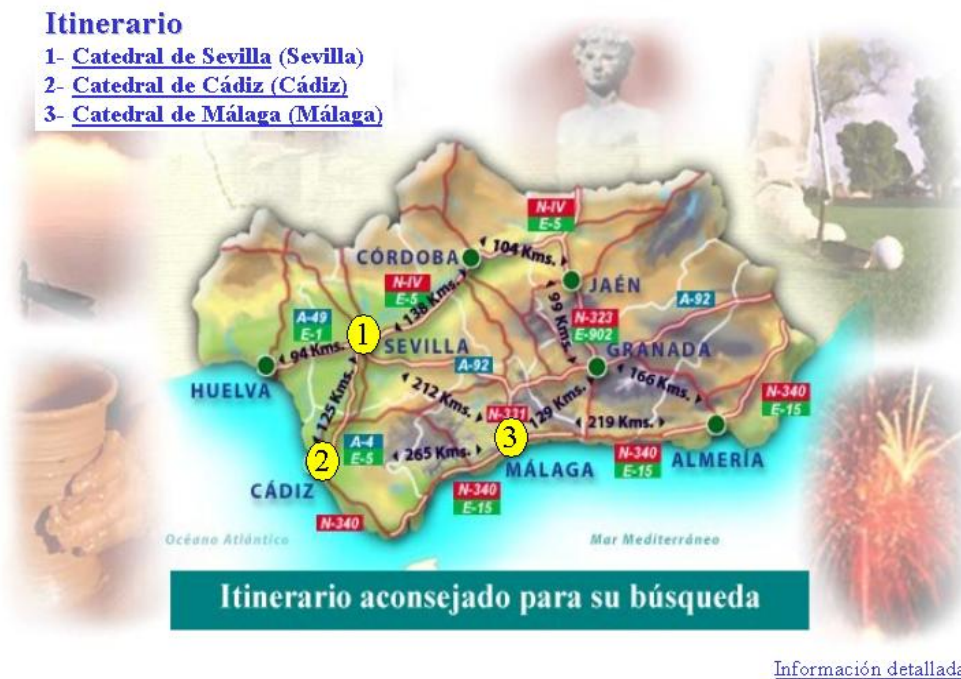 Itinerario
1- Catedral de Sevilla (Sevilla)
2- Catedral de Cádiz (Cádiz)
3- Catedral de Málaga (Málaga)
N-IV
E-5
CÓRDOBA
104 Kms.
JAÉN
N-IV
E-5
138 Kms.
A-92
A-49
E-1
99 Kms.
N-323
E-902
1
94 Kms.
SEVILLA
GRANADA
A-92
HUELVA
212 Kms.
166 Kms.
N-340
E-15
125 Kms.
N-331
129 Kms.
219 Kms.
3
A-4
E-5
265 Kms.
2
MÁLAGA
N-340
E-15
ALMERÍA
CÁDIZ
N-340
E-15
N-340
Océano Atlántico
Mar Mediterráneo
Itinerario aconsejado para su búsqueda
Información detallada